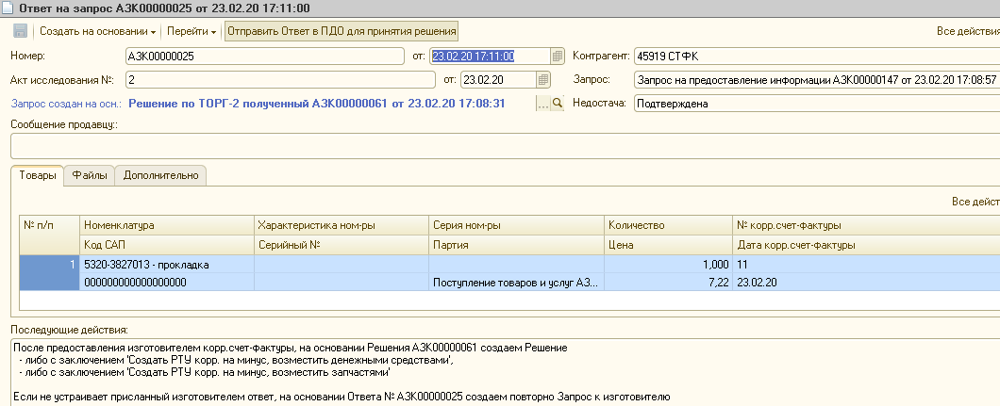 Ответ на запрос АЗК00000025 от 23.02.20 17:11:00
Создать на основании Перейти Отправить Ответ в ПДО для принятия решения Все действия
Номер: АЗК00000025 от: 23.02.20 17:11:00 Контрагент: 45919 СТФК
Акт исследования №: 2 от: 23.02.20 Запрос: Запрос на предоставление информации АЗК00000147 от 23.02.20 17:08:57
Запрос создан на осн.: Решение по ТОРГ-2 полученный АЗК00000061 от 23.02.20 17:08:31 ... Недостача: Подтверждена
Сообщение продавцу::
Товары Файлы Дополнительно
Все дейст
№ п/п Номенклатура Характеристика ном-ры Серия ном-ры Количество № корр.счет-фактуры
Код САП Серийный № Партия Цена Дата корр.счет-фактуры
1 5320-3827013 - прокладка 1,000 11
000000000000000000 Поступление товаров и услуг АЗ... 7,22 23.02.20
Последующие действия:
После предоставления изготовителем корр.счет-фактуры, на основании Решения АЗК00000061 создаем Решение
- либо с заключением 'Создать РТУ корр. на минус, возместить денежными средствами',
- либо с заключением 'Создать РТУ корр. на минус, возместить запчастями'
Если не устраивает присланный изготовителем ответ, на основании Ответа № АЗК00000025 создаем повторно Запрос к изготовителю